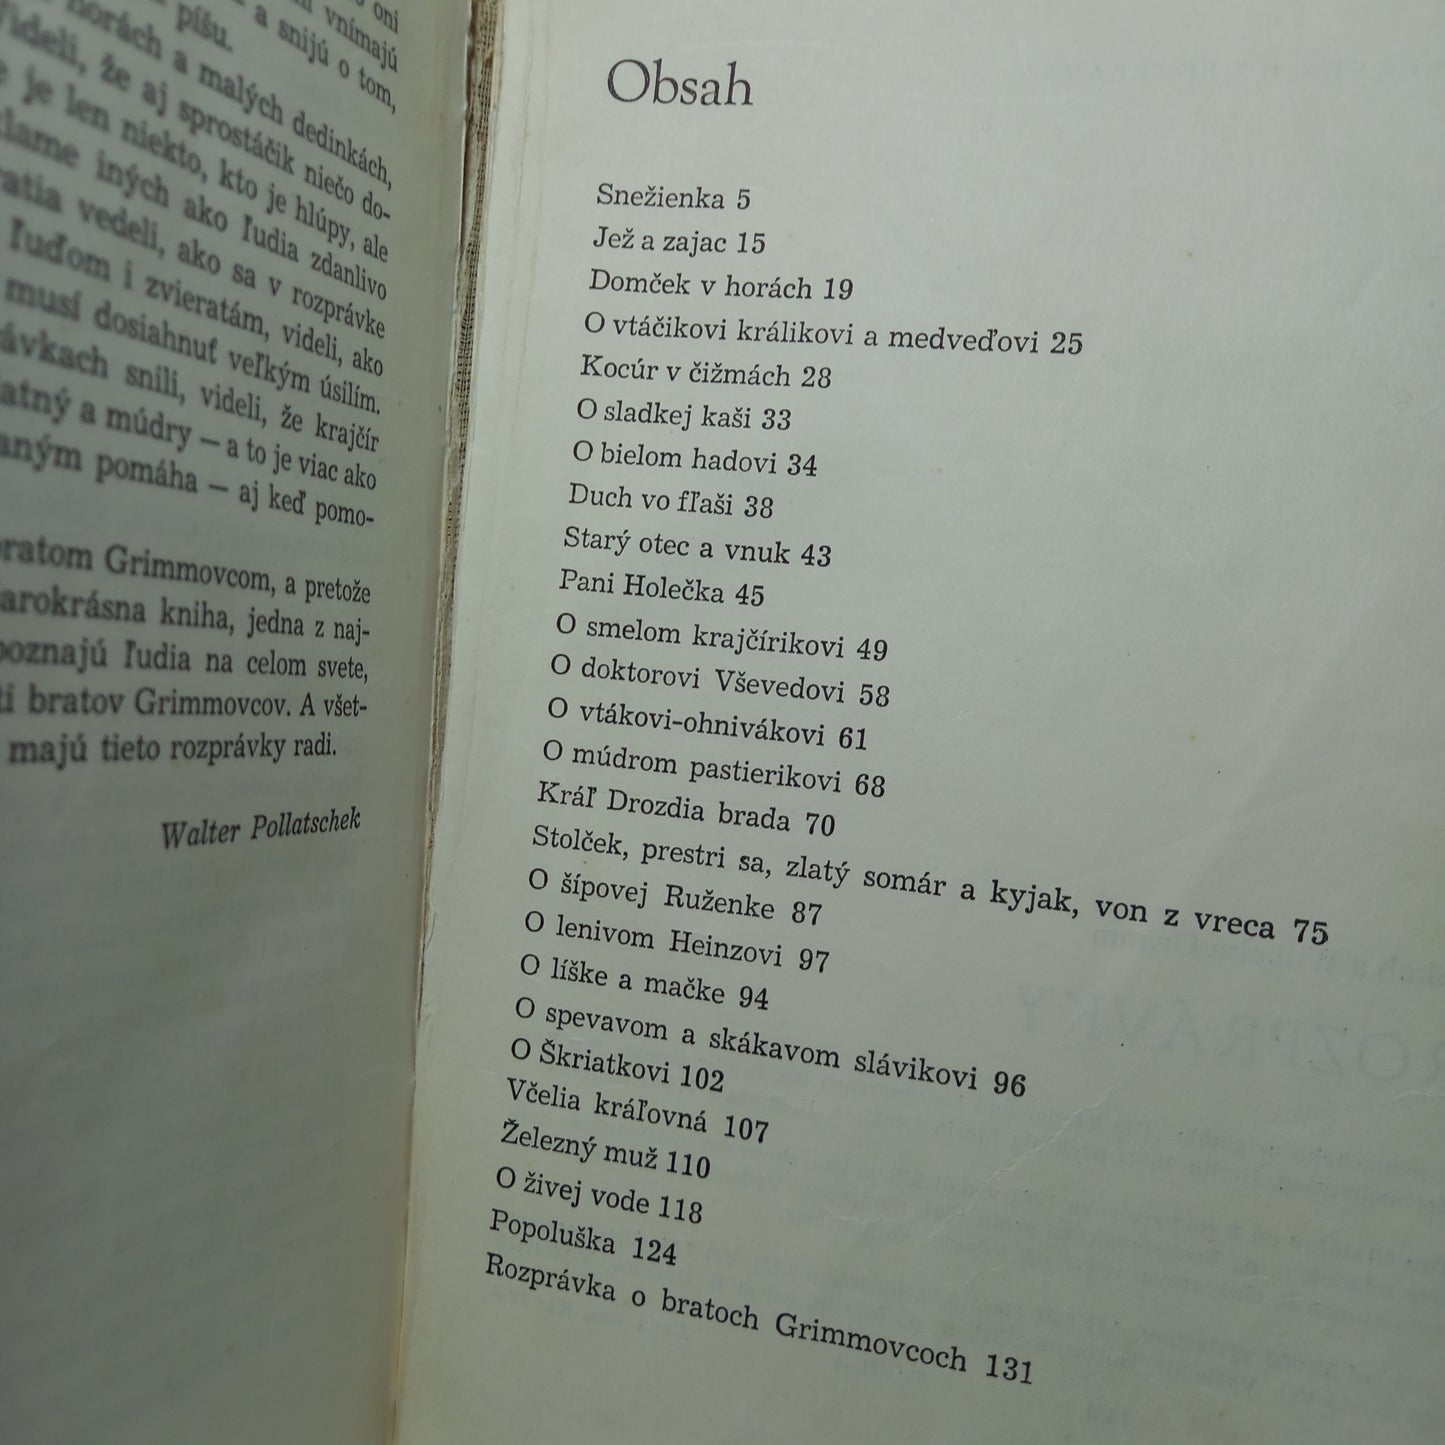 oni
vnímajú
a snijú o tom,
píšu.
horách a malých dedinkách,
Videli, že aj sprostáčik niečo do-
je len niekto, kto je hlúpy, ale
iných ako ľudia zdanlivo
vedeli, ako sa v rozprávke
ľuďom i zvieratám, videli, ako
musí dosiahnuť veľkým úsilím.
snili, videli, že krajčír
a múdry — a to je viac ako
pomáha — aj keď pomo-
bratom Grimmovcom, a pretože
kniha, jedna z naj-
poznajú ľudia na celom svete,
bratov Grimmovcov. A všet-
majú tieto rozprávky radi.
Walter Pollatschek
Obsah
Snežienka 5
Jež a zajac 15
Domček v horách 19
O vtáčikovi králikovi a medveďovi 25
Kocúr v čižmách 28
O sladkej kaši 33
O bielom hadovi 34
Duch vo fľaši 38
Starý otec a vnuk 43
Pani Holečka 45
O smelom krajčírikovi 49
O doktorovi Vševedovi 58
O vtákovi-ohnivákovi 61
O múdrom pastierikovi 68
Kráľ Drozdia brada 70
Stolček, prestri sa, zlatý somár a kyjak, von z vreca 75
O šípovej Ruženke 87
O lenivom Heinzovi 97
O líške a mačke 94
O spevavom a skákavom slávikovi 96
O Škriatkovi 102
Včelia kráľovná 107
Železný muž 110
O živej vode 118
Popoluška 124
Rozprávka o bratoch Grimmovcoch 131